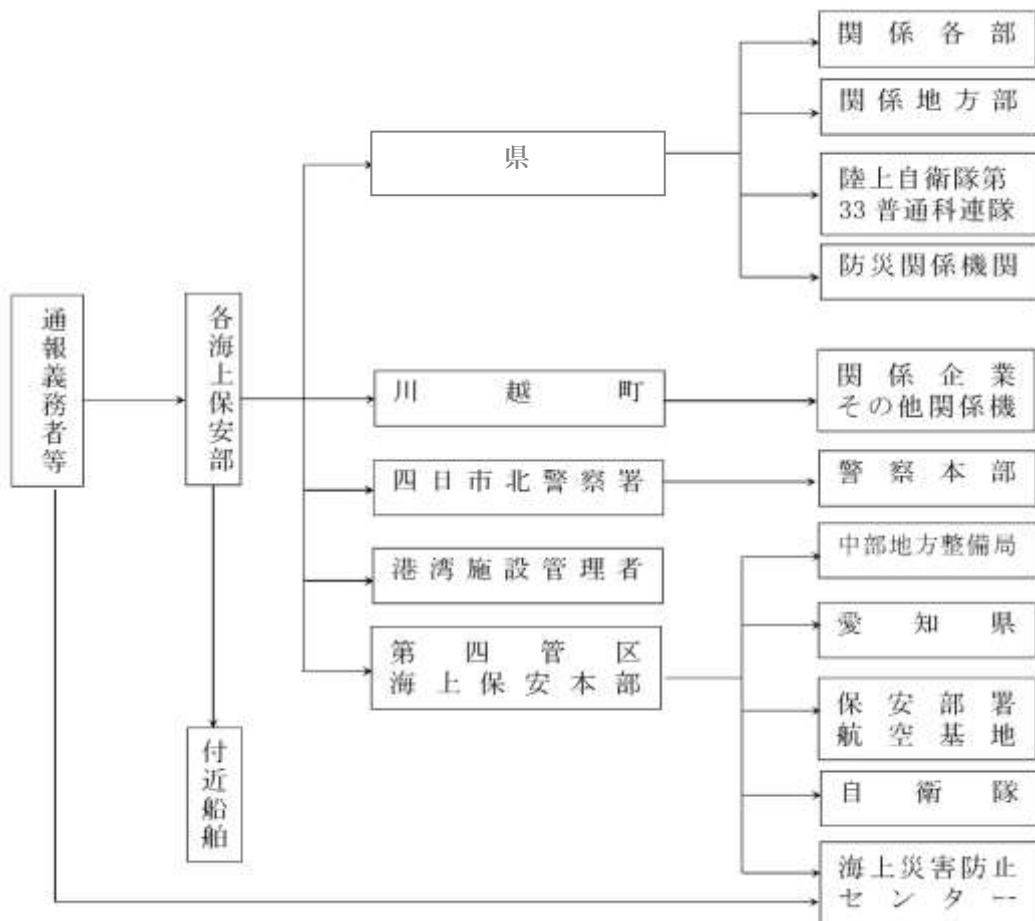 通報義務者等
各海上保安部
付近船舶
県
川越町
四日市北警察署
港湾施設管理者
第四管区
海上保安本部
関係各部
関係地方部
陸上自衛隊第
33普通科連隊
防災関係機関
関係企業
その他関係機
警察本部
中部地方整備局
愛知県
保安部署
航空基地
自衛隊
海上災害防止
センター